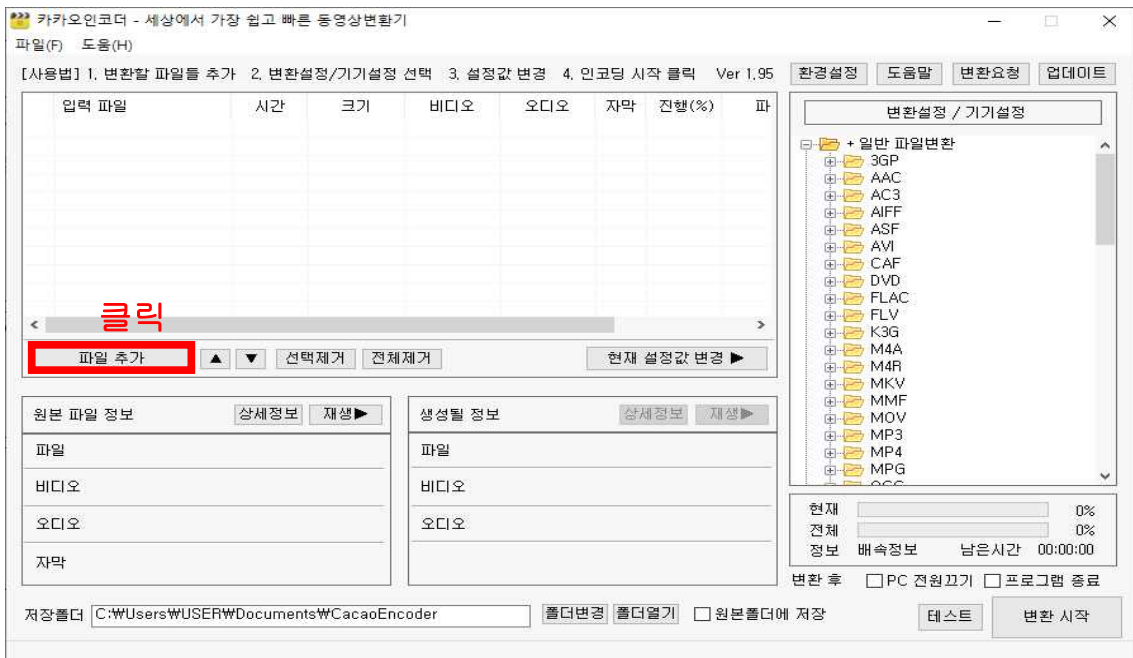 카카오인코더 - 세상에서 가장 쉽고 빠른 동영상변환기
파일(F) 도움(H)
[사용법] 1. 변환할 파일들 추가 2. 변환설정/기기설정 선택 3. 설정값 변경 4. 인코딩 시작 클릭 Ver 1.95
환경설정 도움말 변환요청 업데이트
입력 파일 시간 크기 비디오 오디오 자막 진행(%) 파
클릭
파일 추가 ▲ ▼ 선택제거 전체제거 현재 설정값 변경 ▶
변환설정 / 기기설정
+ 일반 파일변환
3GP
AAC
AC3
AIFF
ASF
AVI
CAF
DVD
FLAC
FLV
K3G
M4A
M4R
MKV
MMF
MOV
MP3
MP4
MPG
원본 파일 정보 상세정보 재생▶
파일
비디오
오디오
자막
생성될 정보 상세정보 재생▶
파일
비디오
오디오
현재 0%
전체 0%
정보 배속정보 남은시간 00:00:00
변환 후 PC 전원끄기 프로그램 종료
저장폴더 C:₩Users₩USER₩Documents₩CacaoEncoder 폴더변경 폴더열기 원본폴더에 저장
테스트 변환 시작